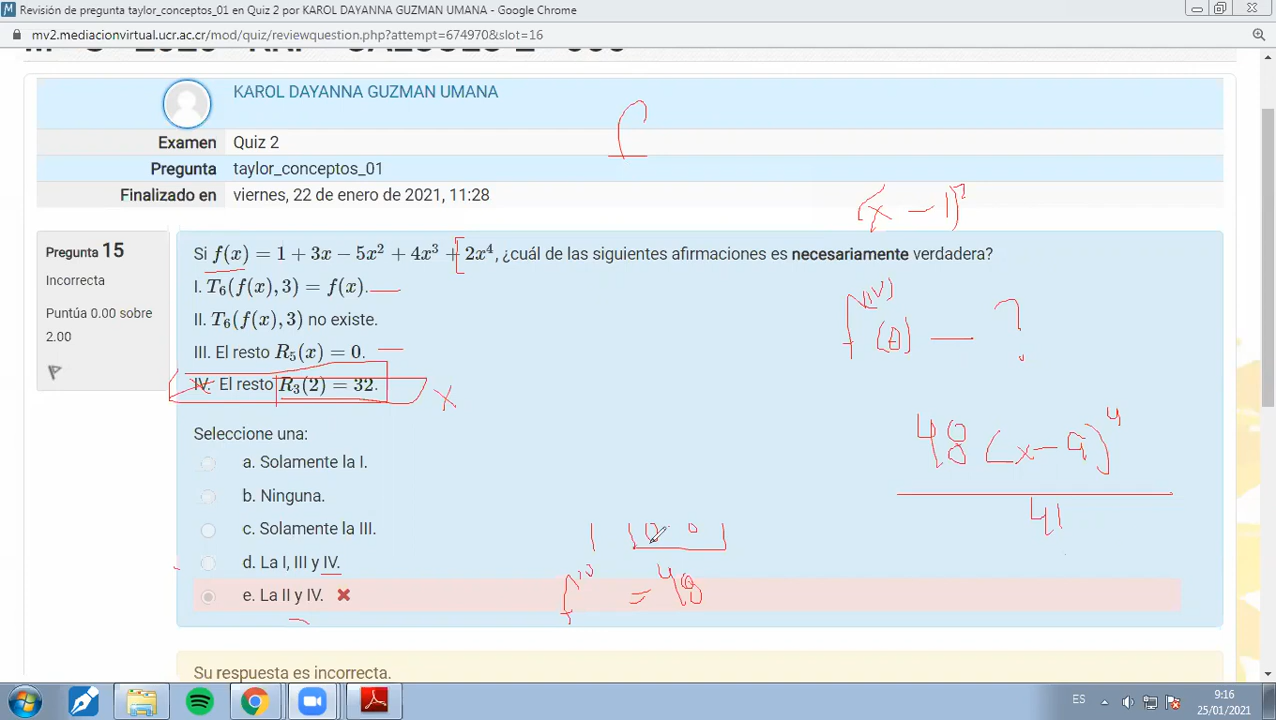 Revisión de pregunta taylor_conceptos_01 en Quiz 2 por KAROL DAYANNA GUZMAN UMANA - Google Chrome
mv2.mediacionvirtual.ucr.ac.cr/mod/quiz/reviewquestion.php?attempt=674970&slot=16
KAROL DAYANNA GUZMAN UMANA
Examen Quiz 2
Pregunta taylor_conceptos_01
Finalizado en viernes, 22 de enero de 2021, 11:28
(x - 1)²
Pregunta 15
Incorrecta
Puntúa 0.00 sobre
2.00
Si f(x) = 1 + 3x − 5x² + 4x³ + 2x⁴, ¿cuál de las siguientes afirmaciones es necesariamente verdadera?
I. T₆(f(x), 3) = f(x).
II. T₆(f(x), 3) no existe.
III. El resto R₅(x) = 0.
IV. El resto R₃(2) = 32.
X
f⁽ᴵⱽ⁾(θ) — ?
48 (x - a)⁴
4!
Seleccione una:
a. Solamente la I.
b. Ninguna.
c. Solamente la III.
d. La I, III y IV.
e. La II y IV.
= 48
Su respuesta es incorrecta.
ES
9:16
25/01/2021